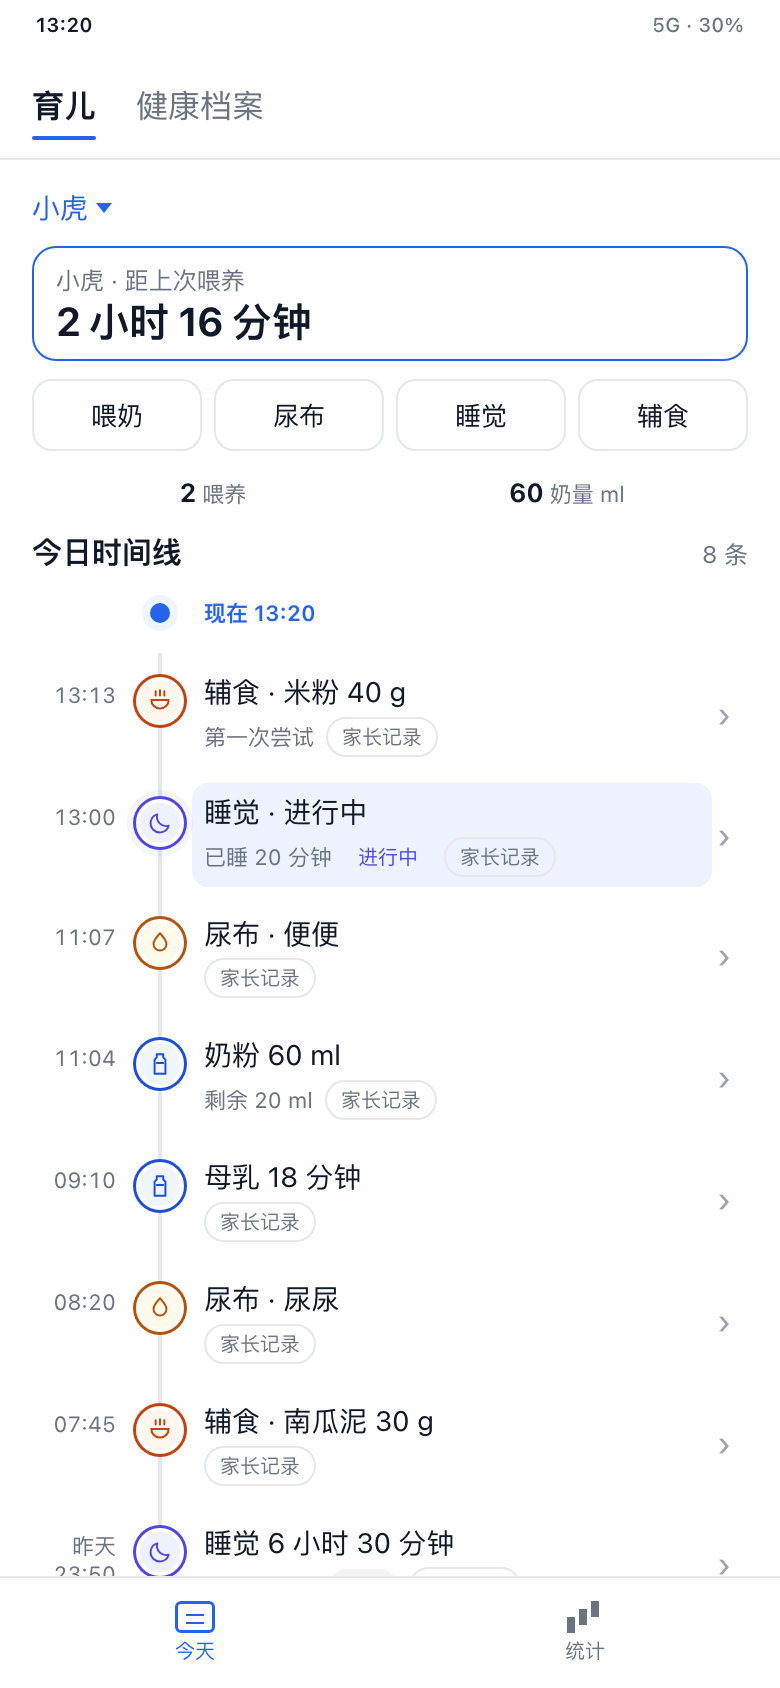 13:20
5G · 30%
育儿 健康档案
小虎
小虎 · 距上次喂养
2 小时 16 分钟
喂奶 尿布 睡觉 辅食
2 喂养 60 奶量 ml
今日时间线 8 条
现在 13:20
13:13 辅食 · 米粉 40 g
第一次尝试 家长记录
13:00 睡觉 · 进行中
已睡 20 分钟 进行中 家长记录
11:07 尿布 · 便便
家长记录
11:04 奶粉 60 ml
剩余 20 ml 家长记录
09:10 母乳 18 分钟
家长记录
08:20 尿布 · 尿尿
家长记录
07:45 辅食 · 南瓜泥 30 g
家长记录
昨天 睡觉 6 小时 30 分钟
23:50
今天 统计